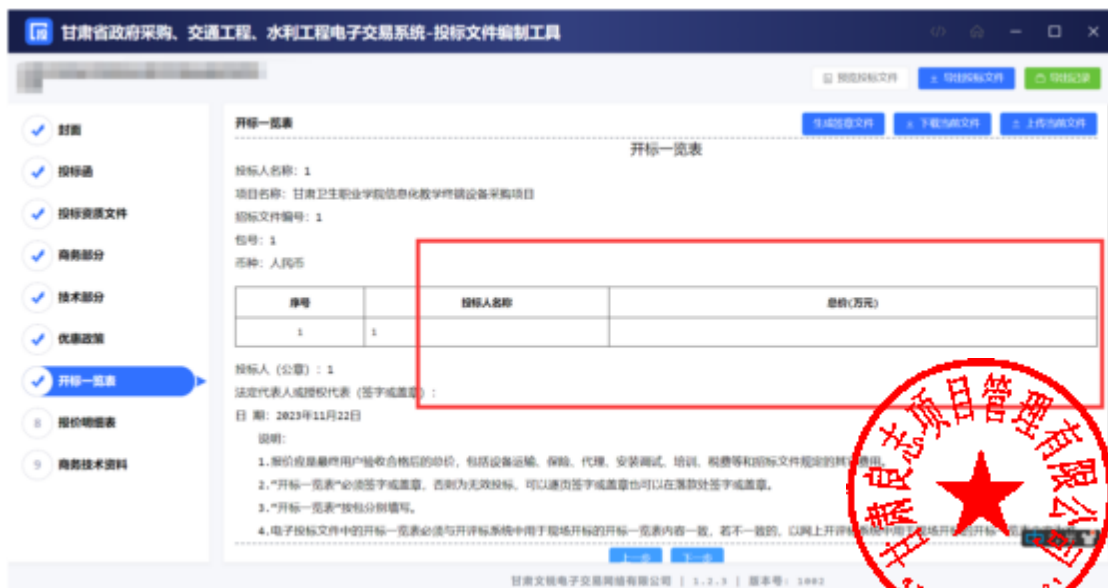 甘肃省政府采购、交通工程、水利工程电子交易系统-投标文件编制工具
预览投标文件 导出投标文件 导出记录
封面
投标函
投标资质文件
商务部分
技术部分
优惠政策
开标一览表
8 报价明细表
9 商务技术资料
开标一览表 生成签章文件 下载当前文件 上传当前文件
开标一览表
投标人名称: 1
项目名称: 甘肃卫生职业学院信息化教学终端设备采购项目
招标文件编号: 1
包号: 1
币种: 人民币
序号 投标人名称 总价(万元)
1 1
投标人（公章）: 1
法定代表人或授权代表（签字或盖章）:
日 期: 2023年11月22日
说明:
1.报价应是最终用户验收合格后的总价，包括设备运输、保险、代理、安装调试、培训、税费等和招标文件规定的其它费用。
2."开标一览表"必须签字或盖章，否则为无效投标、可以逐页签字或盖章也可以在落款处签字或盖章。
3."开标一览表"按包分别填写。
4.电子投标文件中的开标一览表必须与开评标系统中用于现场开标的开标一览表内容一致，若不一致的，以网上开评标系统中用于现场开标的开标一览表
上一步 下一步
甘肃文锐电子交易网络有限公司 | 1.2.3 | 版本号: 1002
甘肃良志项目管理有限公司